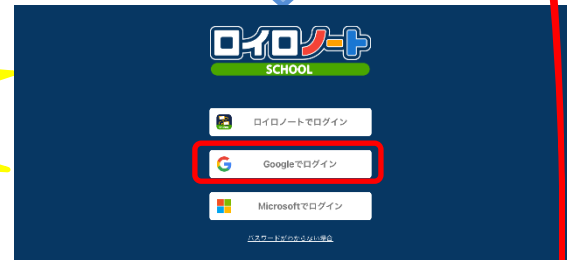 ロイロノート
SCHOOL
ロイロノートでログイン
Googleでログイン
Microsoftでログイン
パスワードがわからない場合